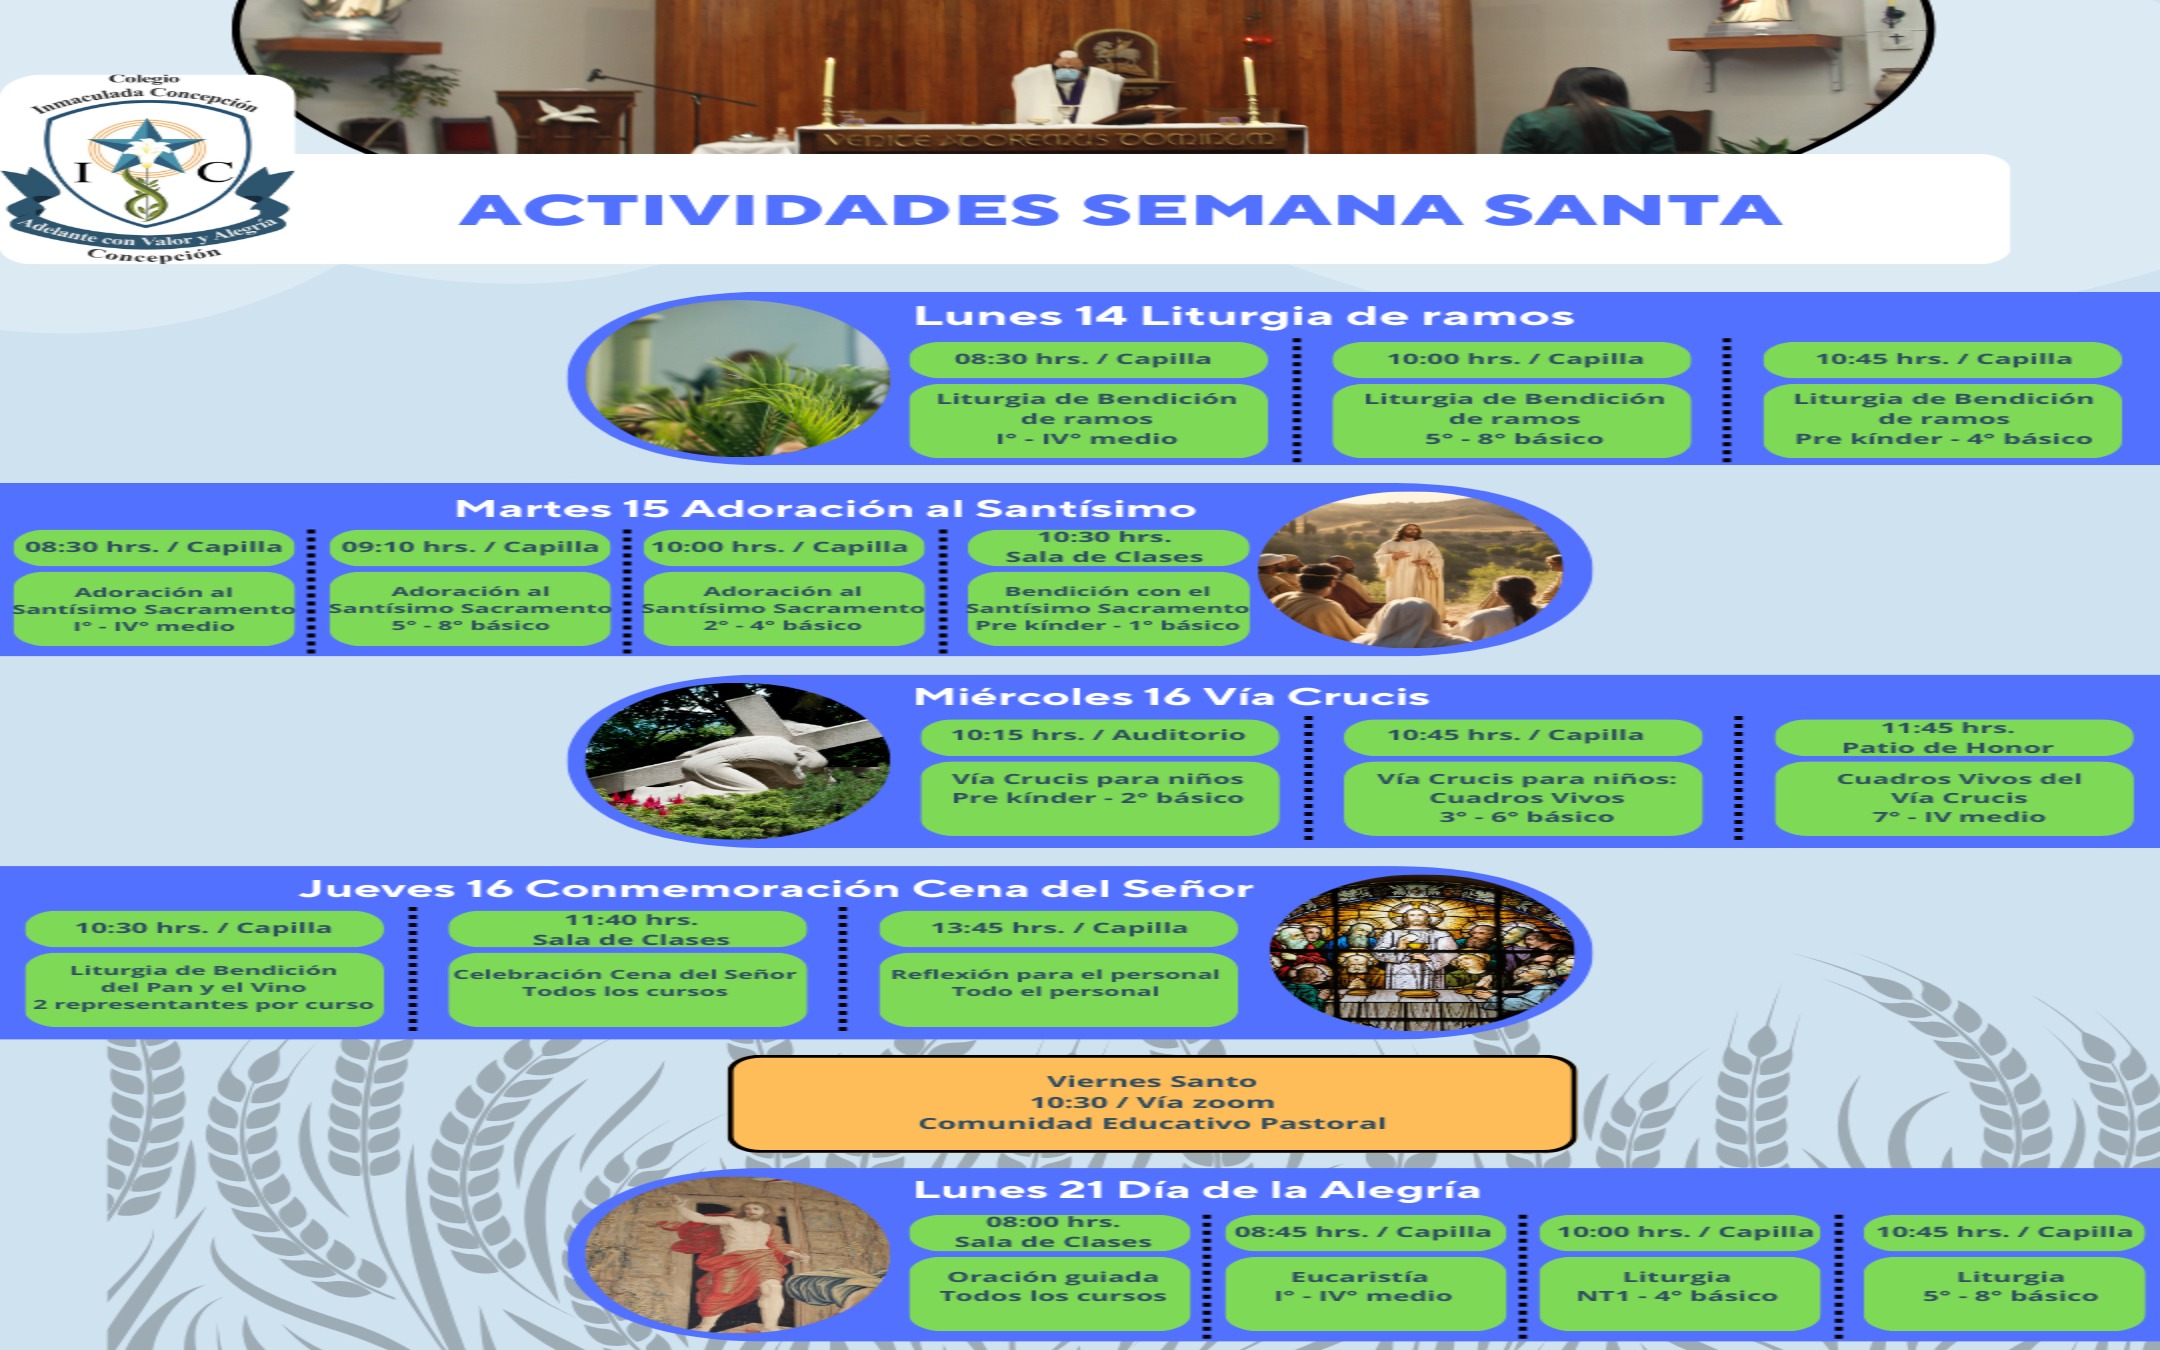 Colegio
Inmaculada Concepción
I C
Adelante con Valor y Alegría
Concepción
VENITE ADOREMUS DOMINUM
ACTIVIDADES SEMANA SANTA
Lunes 14 Liturgia de ramos
08:30 hrs. / Capilla
Liturgia de Bendición
de ramos
I° - IV° medio
10:00 hrs. / Capilla
Liturgia de Bendición
de ramos
5° - 8° básico
10:45 hrs. / Capilla
Liturgia de Bendición
de ramos
Pre kínder - 4° básico
Martes 15 Adoración al Santísimo
08:30 hrs. / Capilla
Adoración al
Santísimo Sacramento
I° - IV° medio
09:10 hrs. / Capilla
Adoración al
Santísimo Sacramento
5° - 8° básico
10:00 hrs. / Capilla
Adoración al
Santísimo Sacramento
2° - 4° básico
10:30 hrs.
Sala de Clases
Bendición con el
Santísimo Sacramento
Pre kínder - 1° básico
Miércoles 16 Vía Crucis
10:15 hrs. / Auditorio
Vía Crucis para niños
Pre kínder - 2° básico
10:45 hrs. / Capilla
Vía Crucis para niños:
Cuadros Vivos
3° - 6° básico
11:45 hrs.
Patio de Honor
Cuadros Vivos del
Vía Crucis
7° - IV medio
Jueves 16 Conmemoración Cena del Señor
10:30 hrs. / Capilla
Liturgia de Bendición
del Pan y el Vino
2 representantes por curso
11:40 hrs.
Sala de Clases
Celebración Cena del Señor
Todos los cursos
13:45 hrs. / Capilla
Reflexión para el personal
Todo el personal
Viernes Santo
10:30 / Vía zoom
Comunidad Educativo Pastoral
Lunes 21 Día de la Alegría
08:00 hrs.
Sala de Clases
Oración guiada
Todos los cursos
08:45 hrs. / Capilla
Eucaristía
I° - IV° medio
10:00 hrs. / Capilla
Liturgia
NT1 - 4° básico
10:45 hrs. / Capilla
Liturgia
5° - 8° básico